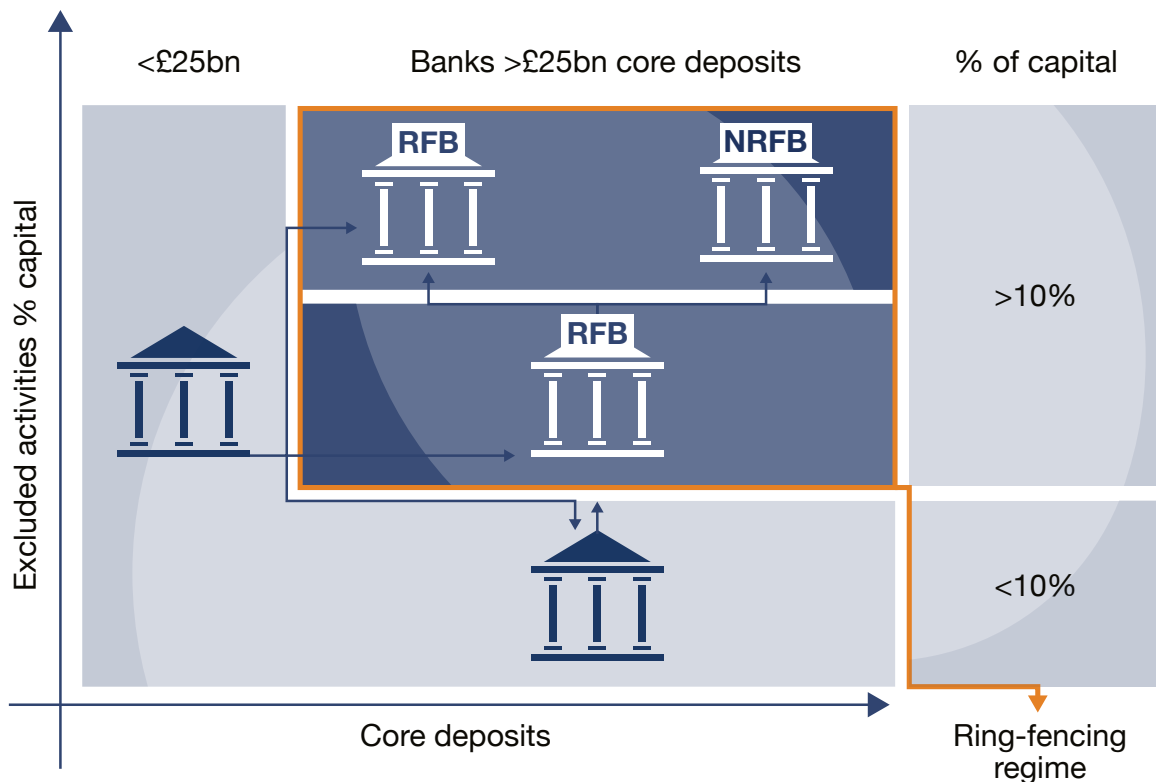 <£25bn
Banks >£25bn core deposits
% of capital
RFB
NRFB
Excluded activities % capital
>10%
RFB
<10%
Core deposits
Ring-fencing
regime